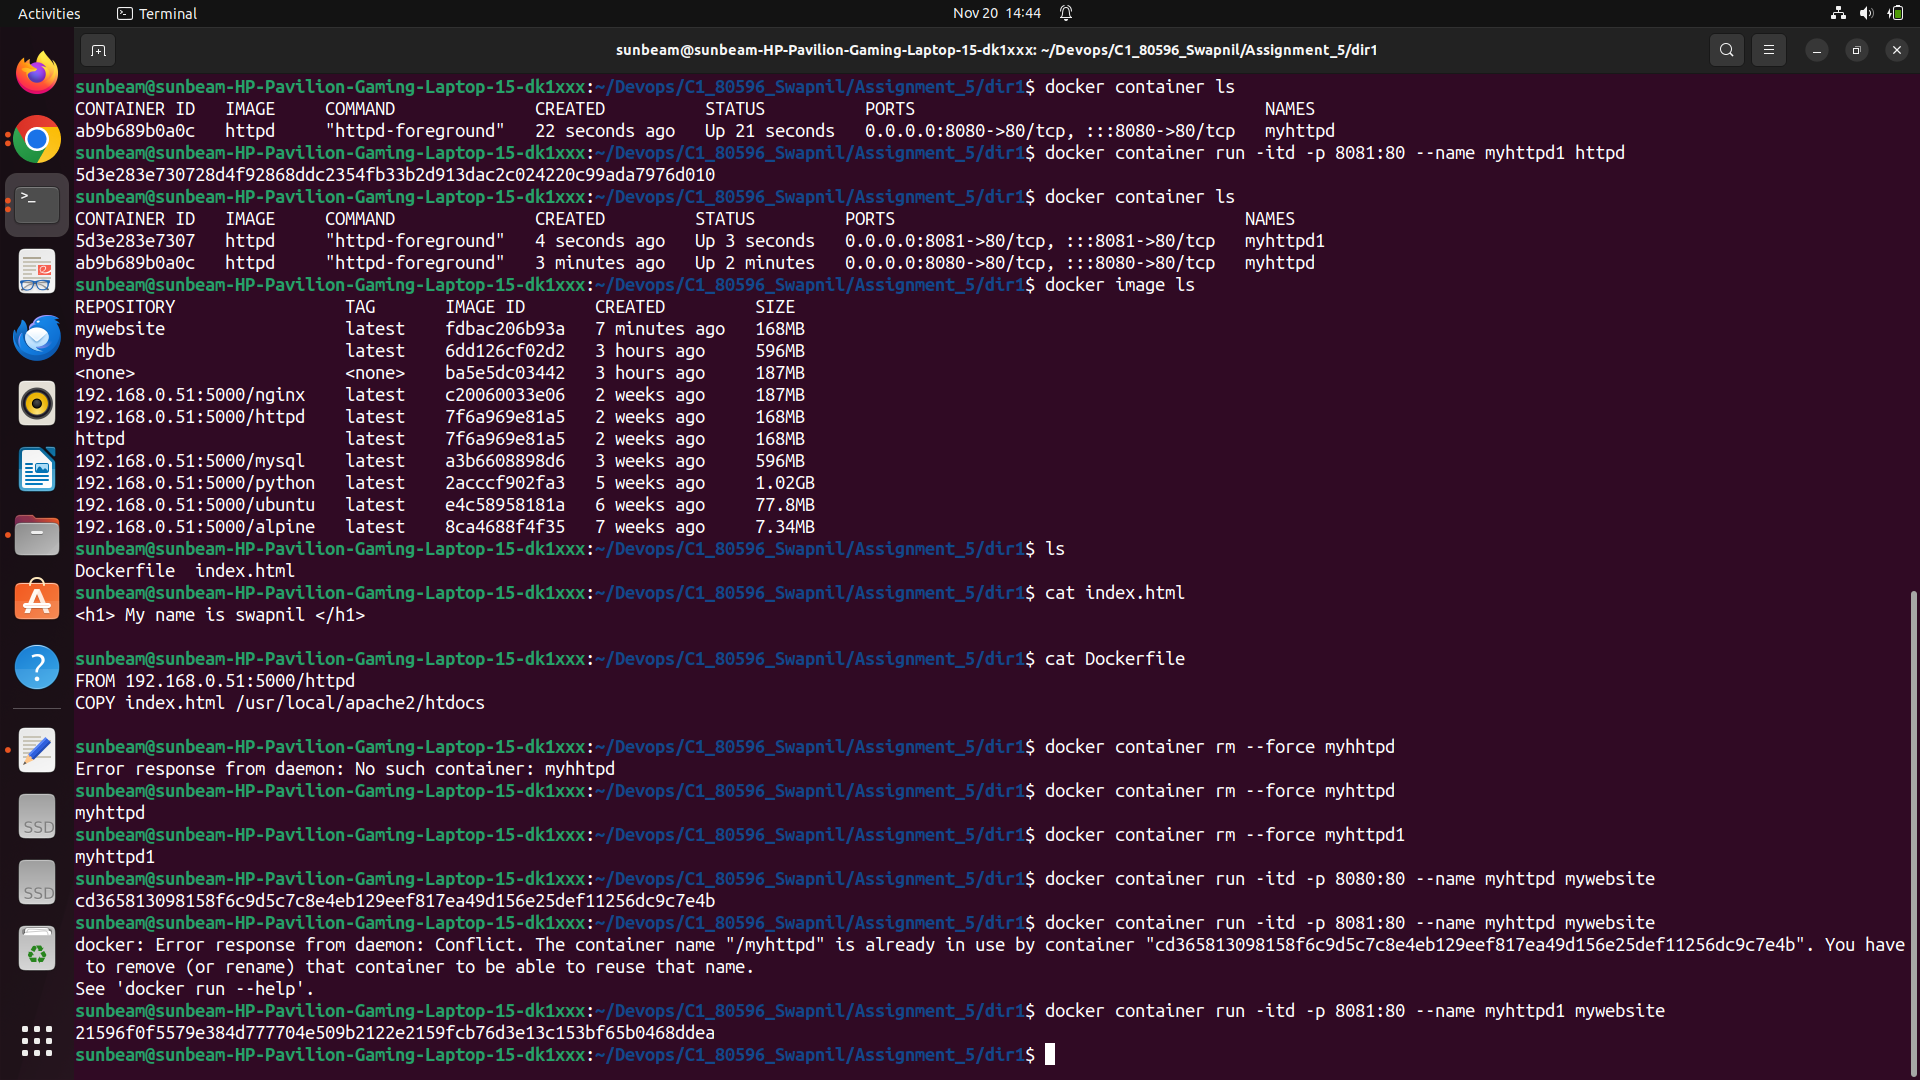 Activities Terminal Nov 20 14:44
sunbeam@sunbeam-HP-Pavilion-Gaming-Laptop-15-dk1xxx: ~/Devops/C1_80596_Swapnil/Assignment_5/dir1
sunbeam@sunbeam-HP-Pavilion-Gaming-Laptop-15-dk1xxx:~/Devops/C1_80596_Swapnil/Assignment_5/dir1$ docker container ls
CONTAINER ID   IMAGE     COMMAND              CREATED          STATUS          PORTS                                   NAMES
ab9b689b0a0c   httpd     "httpd-foreground"   22 seconds ago   Up 21 seconds   0.0.0.0:8080->80/tcp, :::8080->80/tcp   myhttpd
sunbeam@sunbeam-HP-Pavilion-Gaming-Laptop-15-dk1xxx:~/Devops/C1_80596_Swapnil/Assignment_5/dir1$ docker container run -itd -p 8081:80 --name myhttpd1 httpd
5d3e283e730728d4f92868ddc2354fb33b2d913dac2c024220c99ada7976d010
sunbeam@sunbeam-HP-Pavilion-Gaming-Laptop-15-dk1xxx:~/Devops/C1_80596_Swapnil/Assignment_5/dir1$ docker container ls
CONTAINER ID   IMAGE     COMMAND              CREATED         STATUS         PORTS                                   NAMES
5d3e283e7307   httpd     "httpd-foreground"   4 seconds ago   Up 3 seconds   0.0.0.0:8081->80/tcp, :::8081->80/tcp   myhttpd1
ab9b689b0a0c   httpd     "httpd-foreground"   3 minutes ago   Up 2 minutes   0.0.0.0:8080->80/tcp, :::8080->80/tcp   myhttpd
sunbeam@sunbeam-HP-Pavilion-Gaming-Laptop-15-dk1xxx:~/Devops/C1_80596_Swapnil/Assignment_5/dir1$ docker image ls
REPOSITORY                 TAG       IMAGE ID       CREATED         SIZE
mywebsite                  latest    fdbac206b93a   7 minutes ago   168MB
mydb                       latest    6dd126cf02d2   3 hours ago     596MB
<none>                     <none>    ba5e5dc03442   3 hours ago     187MB
192.168.0.51:5000/nginx    latest    c20060033e06   2 weeks ago     187MB
192.168.0.51:5000/httpd    latest    7f6a969e81a5   2 weeks ago     168MB
httpd                      latest    7f6a969e81a5   2 weeks ago     168MB
192.168.0.51:5000/mysql    latest    a3b6608898d6   3 weeks ago     596MB
192.168.0.51:5000/python   latest    2acccf902fa3   5 weeks ago     1.02GB
192.168.0.51:5000/ubuntu   latest    e4c58958181a   6 weeks ago     77.8MB
192.168.0.51:5000/alpine   latest    8ca4688f4f35   7 weeks ago     7.34MB
sunbeam@sunbeam-HP-Pavilion-Gaming-Laptop-15-dk1xxx:~/Devops/C1_80596_Swapnil/Assignment_5/dir1$ ls
Dockerfile  index.html
sunbeam@sunbeam-HP-Pavilion-Gaming-Laptop-15-dk1xxx:~/Devops/C1_80596_Swapnil/Assignment_5/dir1$ cat index.html
<h1> My name is swapnil </h1>
sunbeam@sunbeam-HP-Pavilion-Gaming-Laptop-15-dk1xxx:~/Devops/C1_80596_Swapnil/Assignment_5/dir1$ cat Dockerfile
FROM 192.168.0.51:5000/httpd
COPY index.html /usr/local/apache2/htdocs
sunbeam@sunbeam-HP-Pavilion-Gaming-Laptop-15-dk1xxx:~/Devops/C1_80596_Swapnil/Assignment_5/dir1$ docker container rm --force myhhtpd
Error response from daemon: No such container: myhhtpd
sunbeam@sunbeam-HP-Pavilion-Gaming-Laptop-15-dk1xxx:~/Devops/C1_80596_Swapnil/Assignment_5/dir1$ docker container rm --force myhttpd
myhttpd
sunbeam@sunbeam-HP-Pavilion-Gaming-Laptop-15-dk1xxx:~/Devops/C1_80596_Swapnil/Assignment_5/dir1$ docker container rm --force myhttpd1
myhttpd1
sunbeam@sunbeam-HP-Pavilion-Gaming-Laptop-15-dk1xxx:~/Devops/C1_80596_Swapnil/Assignment_5/dir1$ docker container run -itd -p 8080:80 --name myhttpd mywebsite
cd365813098158f6c9d5c7c8e4eb129eef817ea49d156e25def11256dc9c7e4b
sunbeam@sunbeam-HP-Pavilion-Gaming-Laptop-15-dk1xxx:~/Devops/C1_80596_Swapnil/Assignment_5/dir1$ docker container run -itd -p 8081:80 --name myhttpd mywebsite
docker: Error response from daemon: Conflict. The container name "/myhttpd" is already in use by container "cd365813098158f6c9d5c7c8e4eb129eef817ea49d156e25def11256dc9c7e4b". You have
 to remove (or rename) that container to be able to reuse that name.
See 'docker run --help'.
sunbeam@sunbeam-HP-Pavilion-Gaming-Laptop-15-dk1xxx:~/Devops/C1_80596_Swapnil/Assignment_5/dir1$ docker container run -itd -p 8081:80 --name myhttpd1 mywebsite
21596f0f5579e384d777704e509b2122e2159fcb76d3e13c153bf65b0468ddea
sunbeam@sunbeam-HP-Pavilion-Gaming-Laptop-15-dk1xxx:~/Devops/C1_80596_Swapnil/Assignment_5/dir1$
SSD
SSD